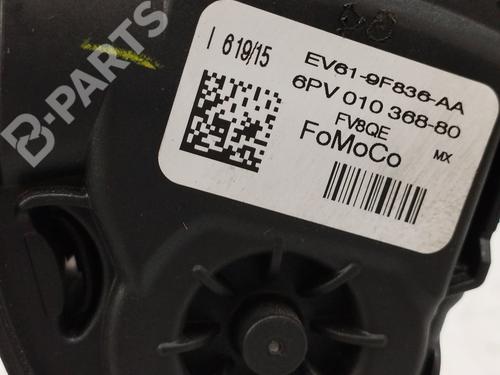 B-PARTS
I 619/15
EV61-9F836-AA
6PV 010 368-80
FV8QE
FoMoCo
MX